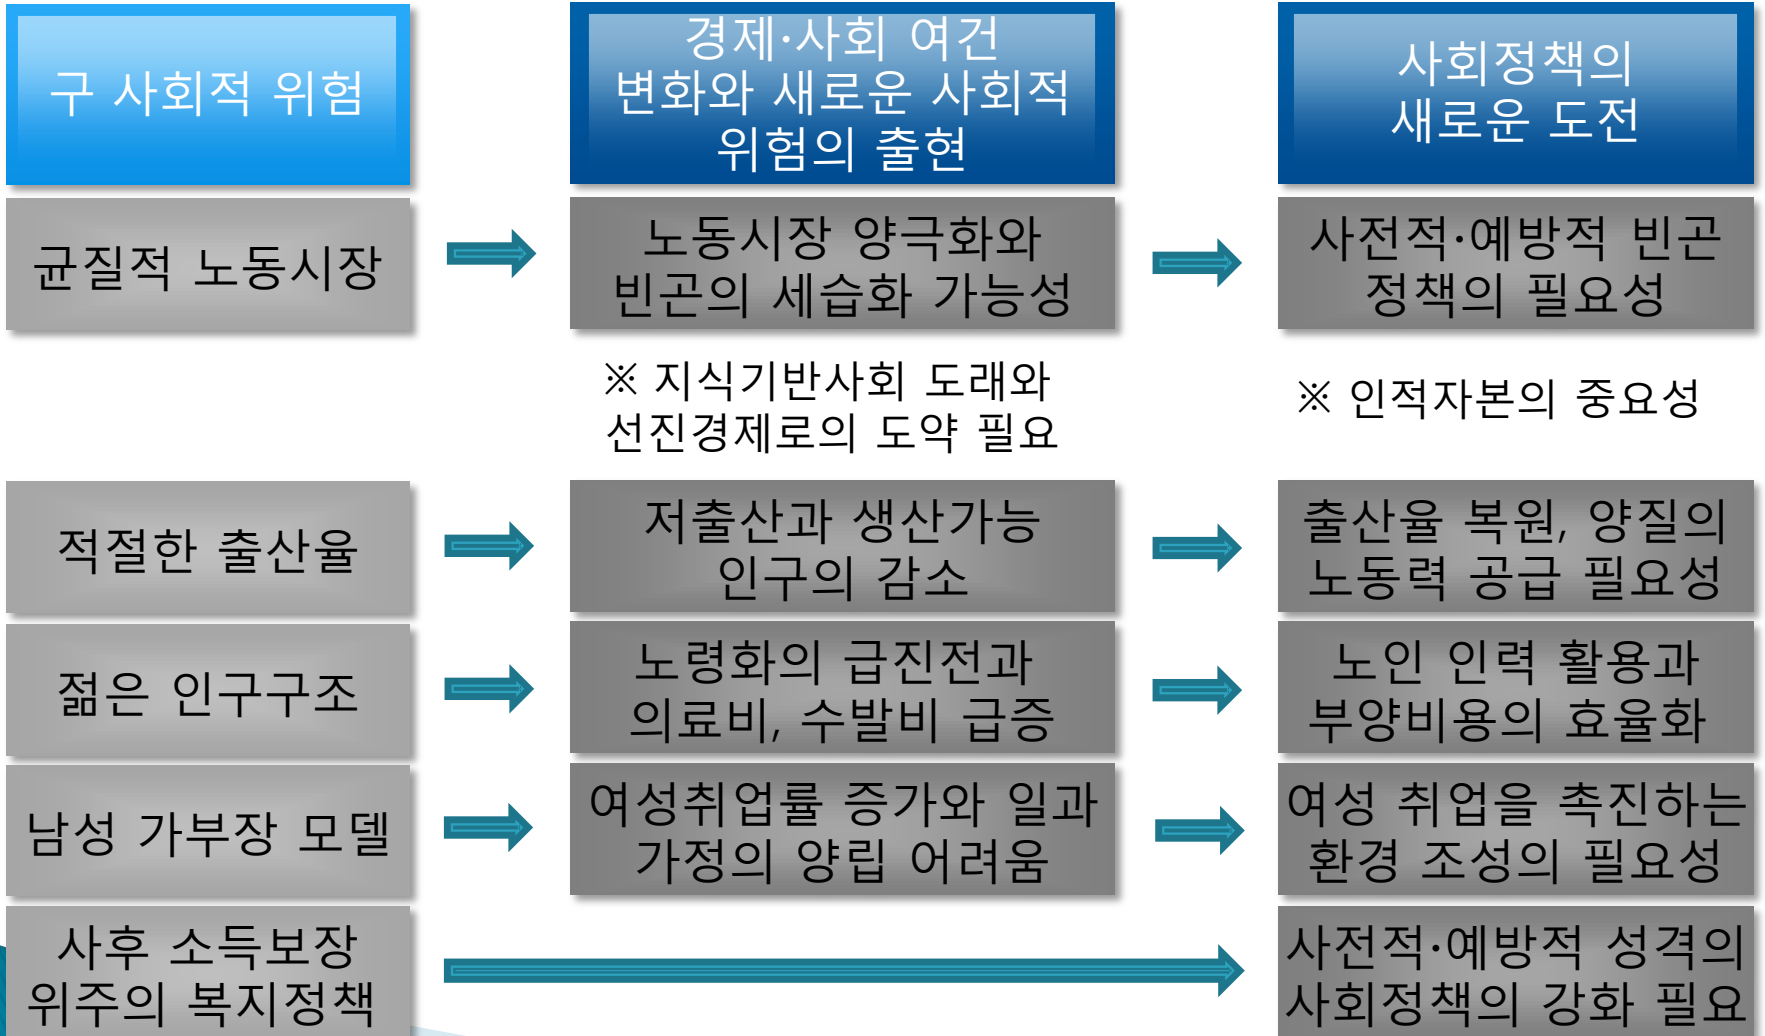 구 사회적 위험
경제·사회 여건
변화와 새로운 사회적
위험의 출현
사회정책의
새로운 도전
균질적 노동시장
노동시장 양극화와
빈곤의 세습화 가능성
사전적·예방적 빈곤
정책의 필요성
※ 지식기반사회 도래와
선진경제로의 도약 필요
※ 인적자본의 중요성
적절한 출산율
저출산과 생산가능
인구의 감소
출산율 복원, 양질의
노동력 공급 필요성
젊은 인구구조
노령화의 급진전과
의료비, 수발비 급증
노인 인력 활용과
부양비용의 효율화
남성 가부장 모델
여성취업률 증가와 일과
가정의 양립 어려움
여성 취업을 촉진하는
환경 조성의 필요성
사후 소득보장
위주의 복지정책
사전적·예방적 성격의
사회정책의 강화 필요